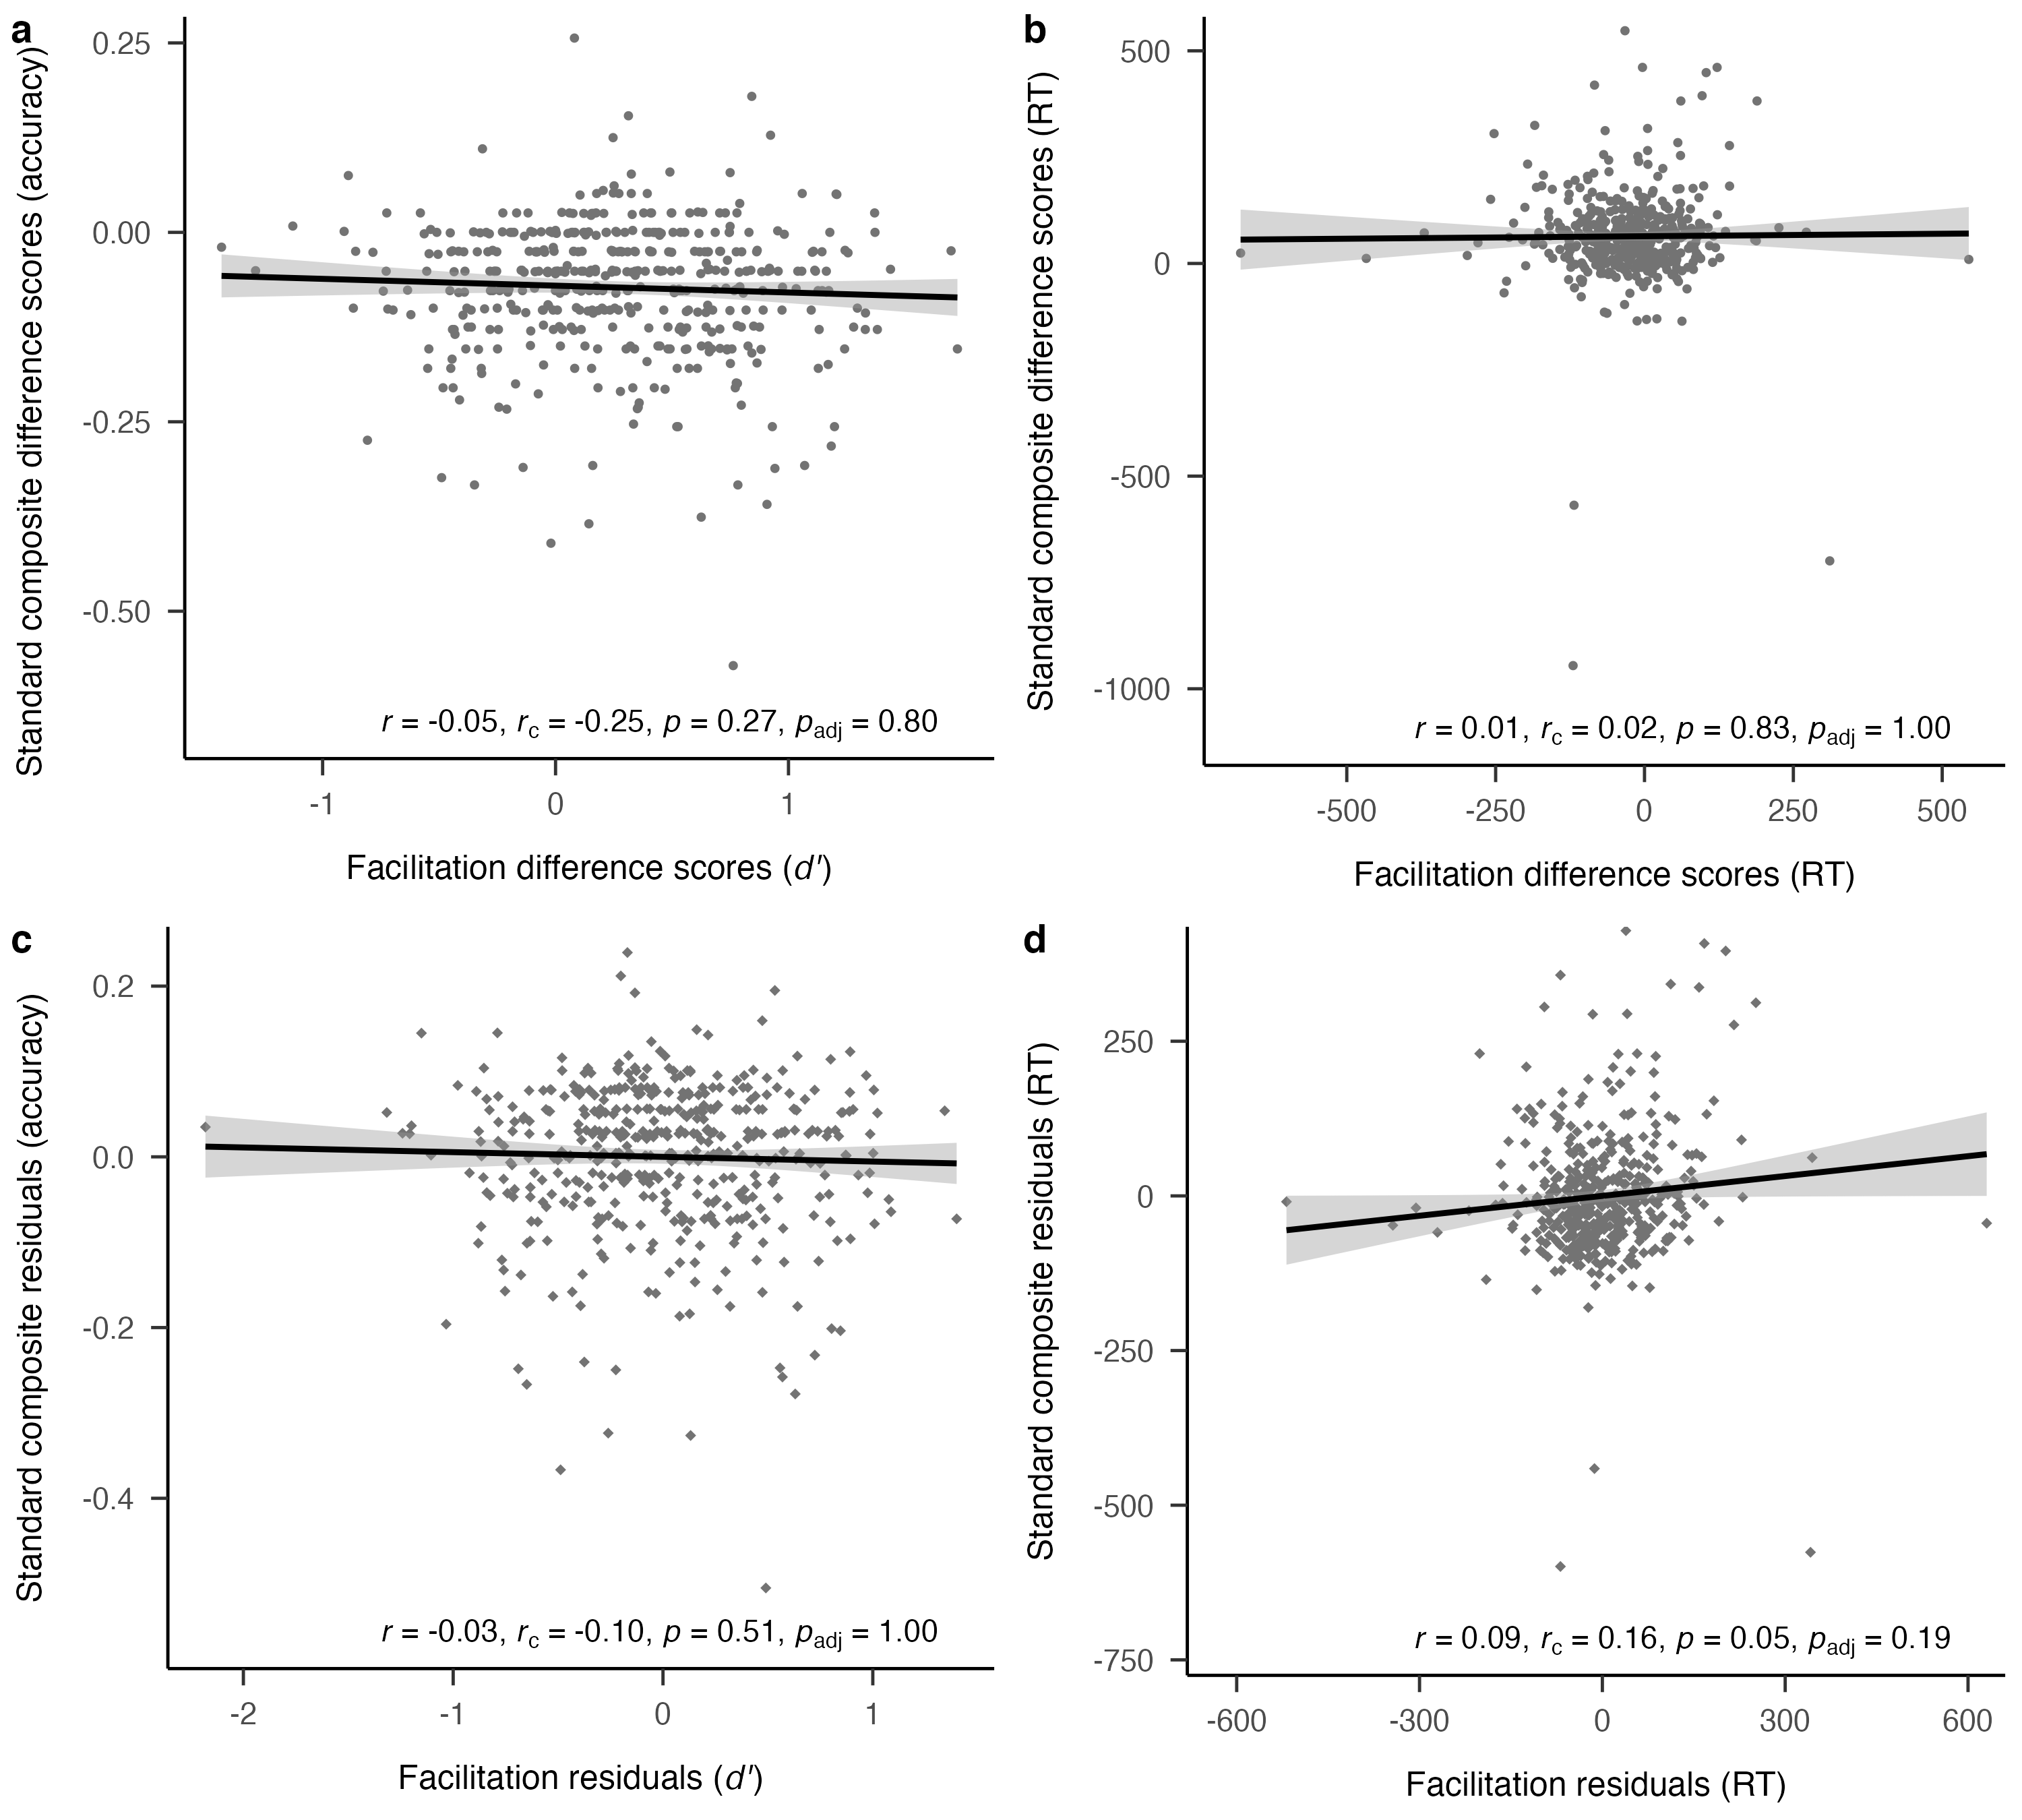 a
Standard composite difference scores (accuracy)
0.25
0.00
-0.25
-0.50
r = -0.05, rc = -0.25, p = 0.27, padj = 0.80
-1 0 1
Facilitation difference scores (d')
b
Standard composite difference scores (RT)
500
0
-500
-1000
r = 0.01, rc = 0.02, p = 0.83, padj = 1.00
-500 -250 0 250 500
Facilitation difference scores (RT)
c
Standard composite residuals (accuracy)
0.2
0.0
-0.2
-0.4
r = -0.03, rc = -0.10, p = 0.51, padj = 1.00
-2 -1 0 1
Facilitation residuals (d')
d
Standard composite residuals (RT)
250
0
-250
-500
-750
r = 0.09, rc = 0.16, p = 0.05, padj = 0.19
-600 -300 0 300 600
Facilitation residuals (RT)